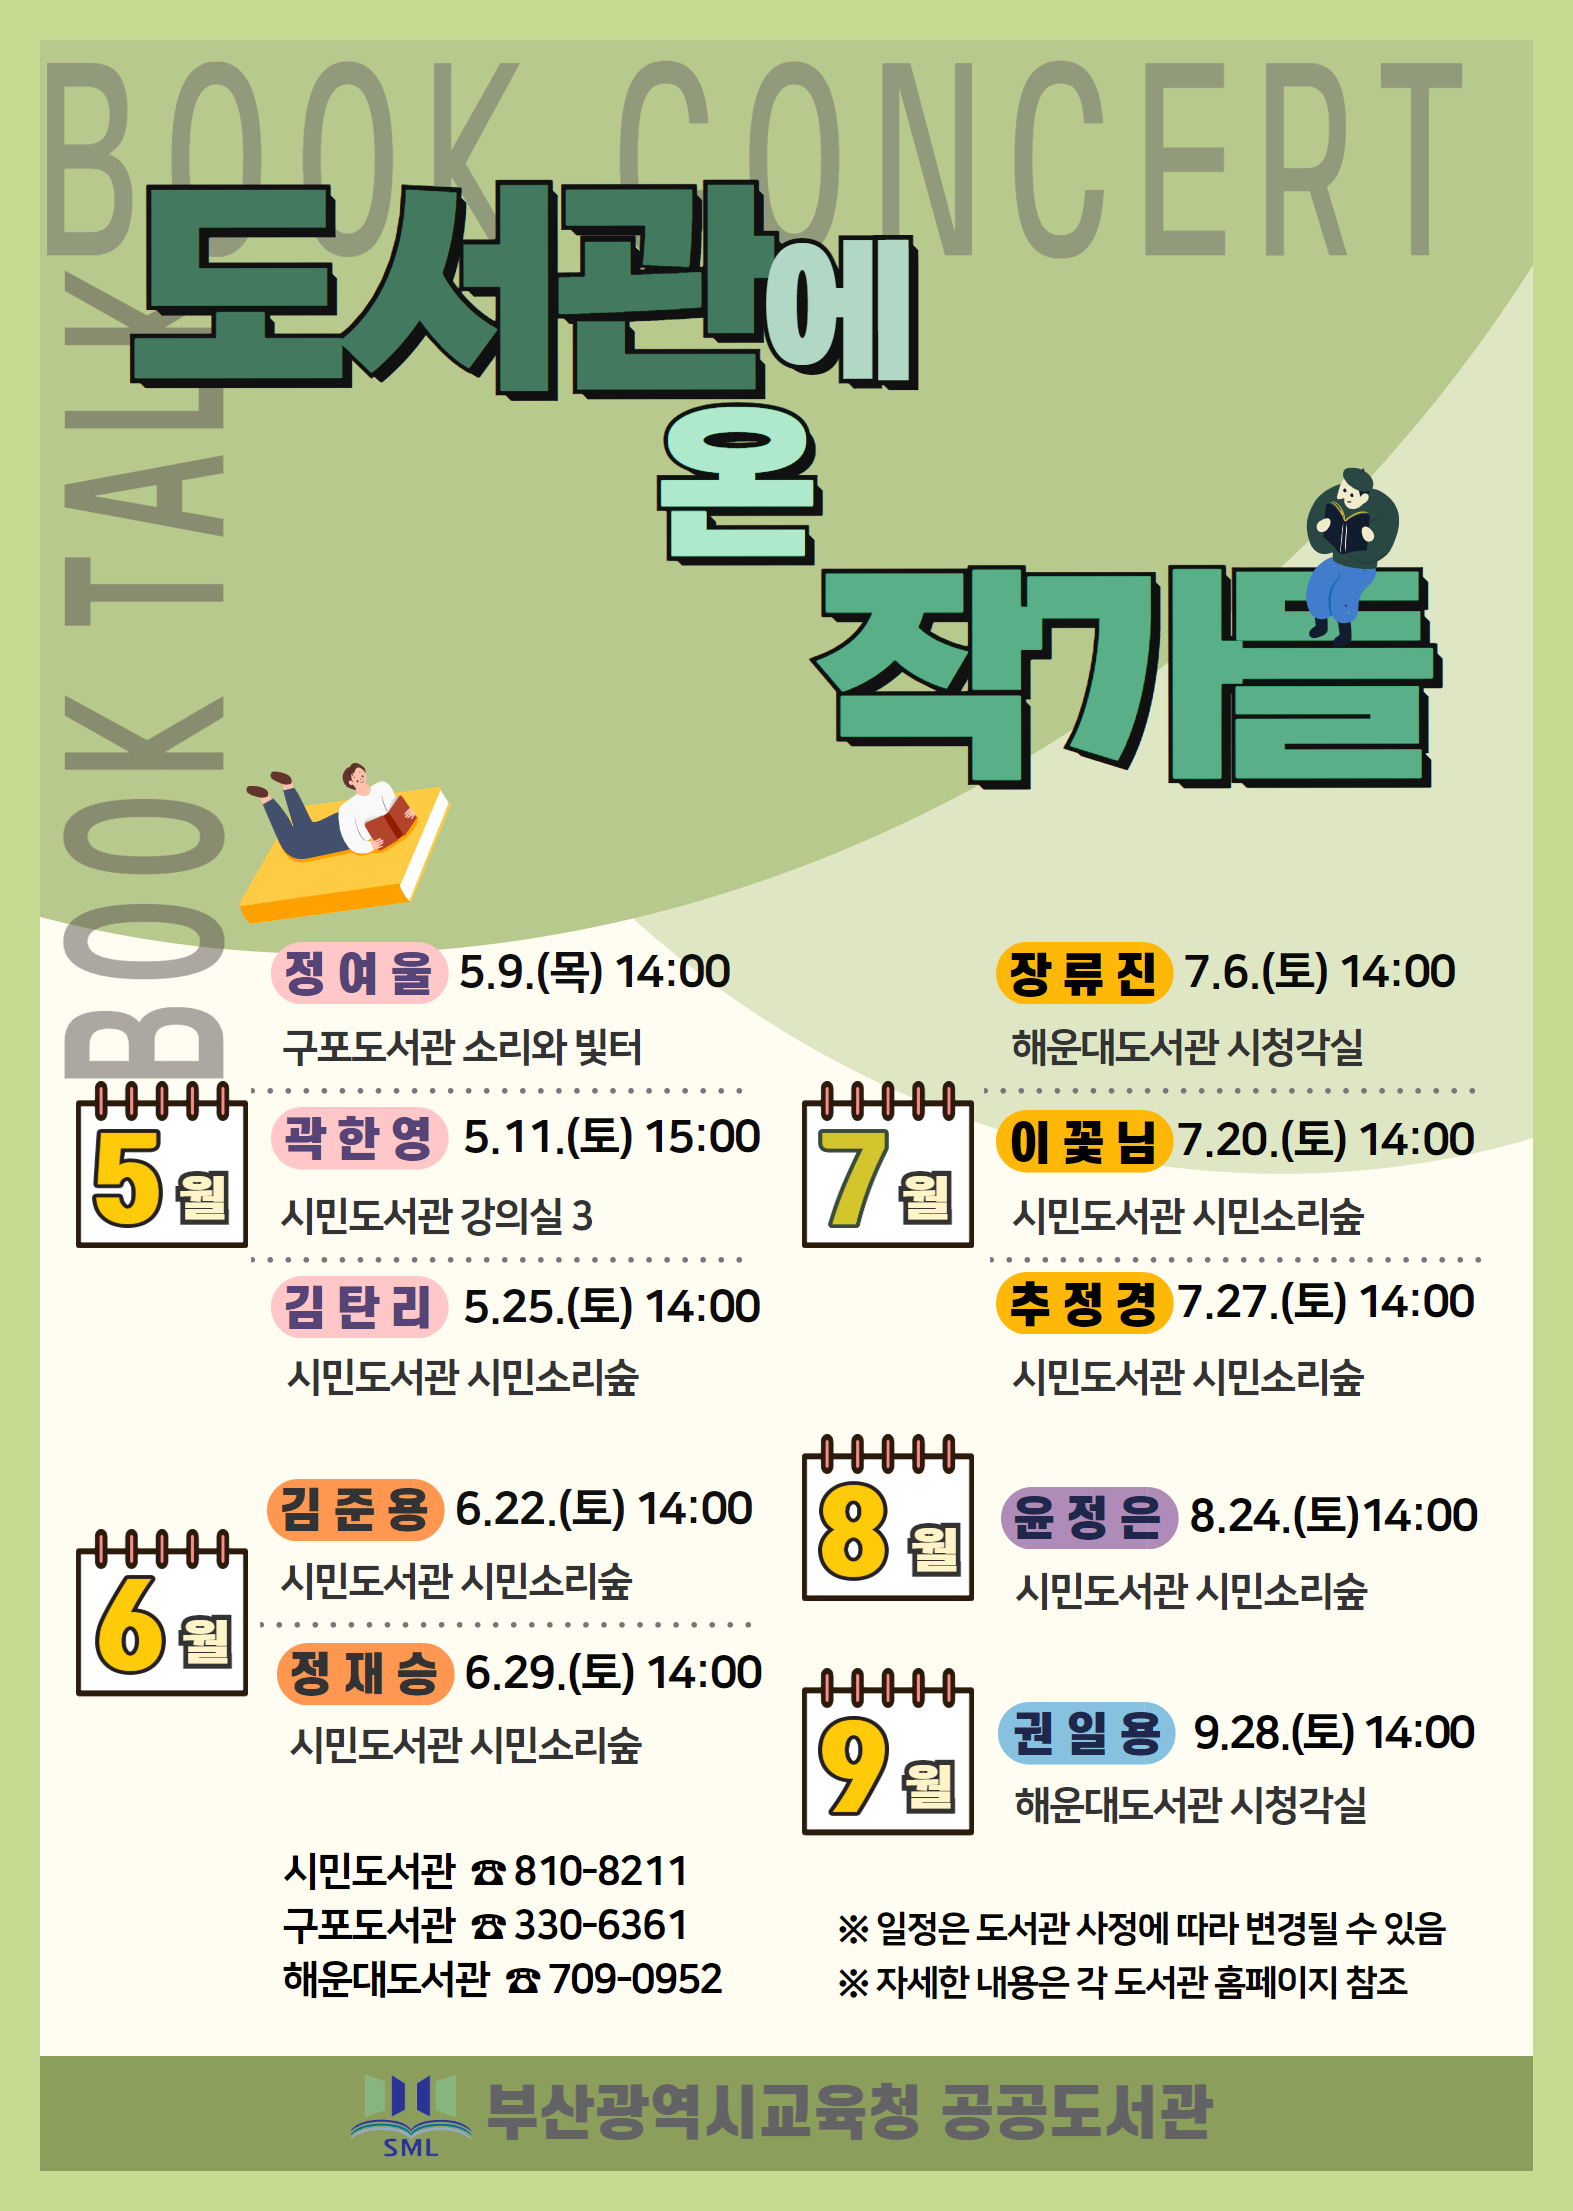 BOOK CONCERT
BOOK TALK
도서관에
온
작가들
5월
정여울 5.9.(목) 14:00
구포도서관 소리와 빛터
곽한영 5.11.(토) 15:00
시민도서관 강의실 3
김탄리 5.25.(토) 14:00
시민도서관 시민소리숲
6월
김준용 6.22.(토) 14:00
시민도서관 시민소리숲
정재승 6.29.(토) 14:00
시민도서관 시민소리숲
7월
장류진 7.6.(토) 14:00
해운대도서관 시청각실
이꽃님 7.20.(토) 14:00
시민도서관 시민소리숲
추정경 7.27.(토) 14:00
시민도서관 시민소리숲
8월
윤정은 8.24.(토)14:00
시민도서관 시민소리숲
9월
권일용 9.28.(토) 14:00
해운대도서관 시청각실
시민도서관 ☎ 810-8211
구포도서관 ☎ 330-6361
해운대도서관 ☎ 709-0952
※ 일정은 도서관 사정에 따라 변경될 수 있음
※ 자세한 내용은 각 도서관 홈페이지 참조
SML
부산광역시교육청 공공도서관